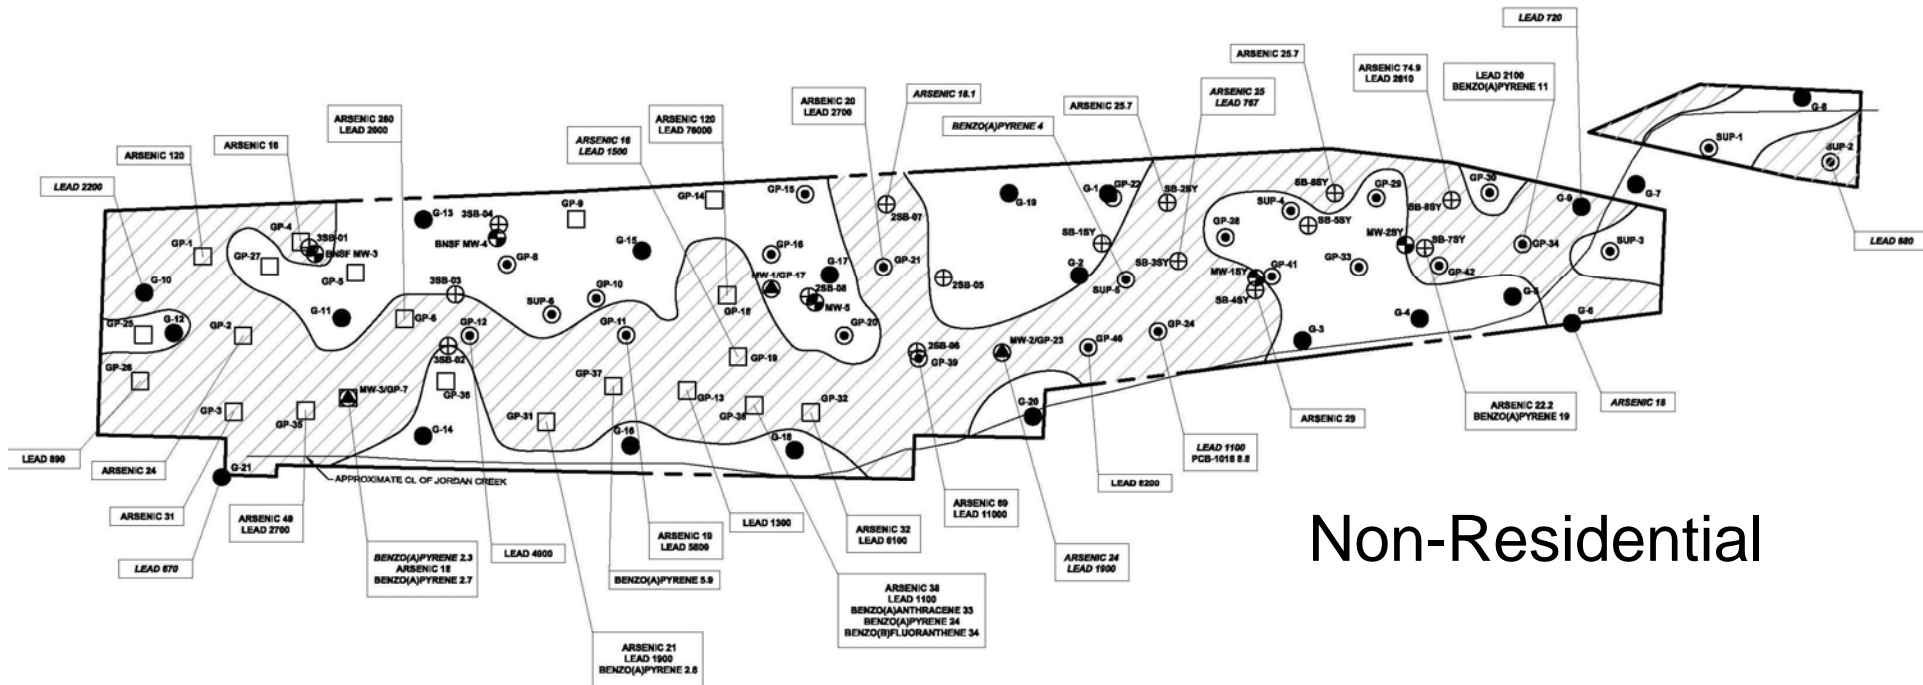 LEAD 720
ARSENIC 25.7
ARSENIC 74.9
LEAD 2610
LEAD 2100
BENZO(A)PYRENE 11
ARSENIC 18.1
ARSENIC 25.7
ARSENIC 25
LEAD 767
ARSENIC 20
LEAD 2700
ARSENIC 120
LEAD 76000
ARSENIC 260
LEAD 2000
BENZO(A)PYRENE 4
ARSENIC 16
LEAD 1500
ARSENIC 16
ARSENIC 120
LEAD 2200
G-6
SUP-1
SUP-2
G-7
LEAD 680
GP-15
GP-14
GP-9
3SB-04
G-13
BNSF MW-4
GP-8
G-15
GP-4
3SB-01
BNSF MW-3
GP-1
GP-27
GP-5
G-10
G-11
3SB-03
GP-6
SUP-6
GP-10
GP-16
MW-1/GP-17
G-17
2SB-08
MW-5
GP-18
GP-20
2SB-07
GP-21
2SB-05
G-19
G-1
GP-22
SB-2SY
SB-1SY
SB-3SY
G-2
SUP-5
SB-8SY
GP-29
SUP-4
SB-5SY
GP-28
MW-1SY
GP-41
SB-4SY
GP-33
MW-2SY
SB-6SY
SB-7SY
GP-42
GP-30
G-9
GP-34
SUP-3
G-5
G-4
G-3
G-6
GP-25
G-12
GP-2
GP-26
GP-3
GP-35
MW-3/GP-7
GP-12
3SB-02
GP-36
G-14
GP-11
GP-37
GP-31
G-16
GP-13
GP-19
GP-38
GP-32
G-18
2SB-06
GP-39
MW-2/GP-23
GP-40
GP-24
G-20
G-21
APPROXIMATE CL OF JORDAN CREEK
LEAD 890
ARSENIC 24
ARSENIC 31
LEAD 670
ARSENIC 49
LEAD 2700
BENZO(A)PYRENE 2.3
ARSENIC 18
BENZO(A)PYRENE 2.7
LEAD 4900
ARSENIC 21
LEAD 1900
BENZO(A)PYRENE 2.6
BENZO(A)PYRENE 5.9
ARSENIC 19
LEAD 5800
LEAD 1300
ARSENIC 38
LEAD 1100
BENZO(A)ANTHRACENE 33
BENZO(A)PYRENE 24
BENZO(B)FLUORANTHENE 34
ARSENIC 32
LEAD 6100
ARSENIC 69
LEAD 11000
ARSENIC 24
LEAD 1900
LEAD 8200
LEAD 1100
PCB-1016 8.8
ARSENIC 29
ARSENIC 22.2
BENZO(A)PYRENE 19
ARSENIC 18
Non-Residential